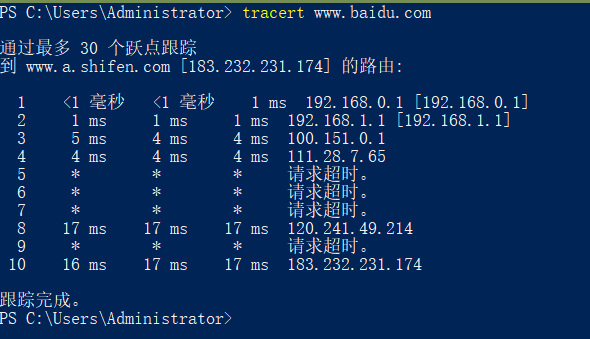 PS C:\Users\Administrator> tracert www.baidu.com
通过最多 30 个跃点跟踪
到 www.a.shifen.com [183.232.231.174] 的路由:
1 <1 毫秒 <1 毫秒 1 ms 192.168.0.1 [192.168.0.1]
2 1 ms 1 ms 1 ms 192.168.1.1 [192.168.1.1]
3 5 ms 4 ms 4 ms 100.151.0.1
4 4 ms 4 ms 4 ms 111.28.7.65
5 * * * 请求超时。
6 * * * 请求超时。
7 * * * 请求超时。
8 17 ms 17 ms 17 ms 120.241.49.214
9 * * * 请求超时。
10 16 ms 17 ms 17 ms 183.232.231.174
跟踪完成。
PS C:\Users\Administrator>